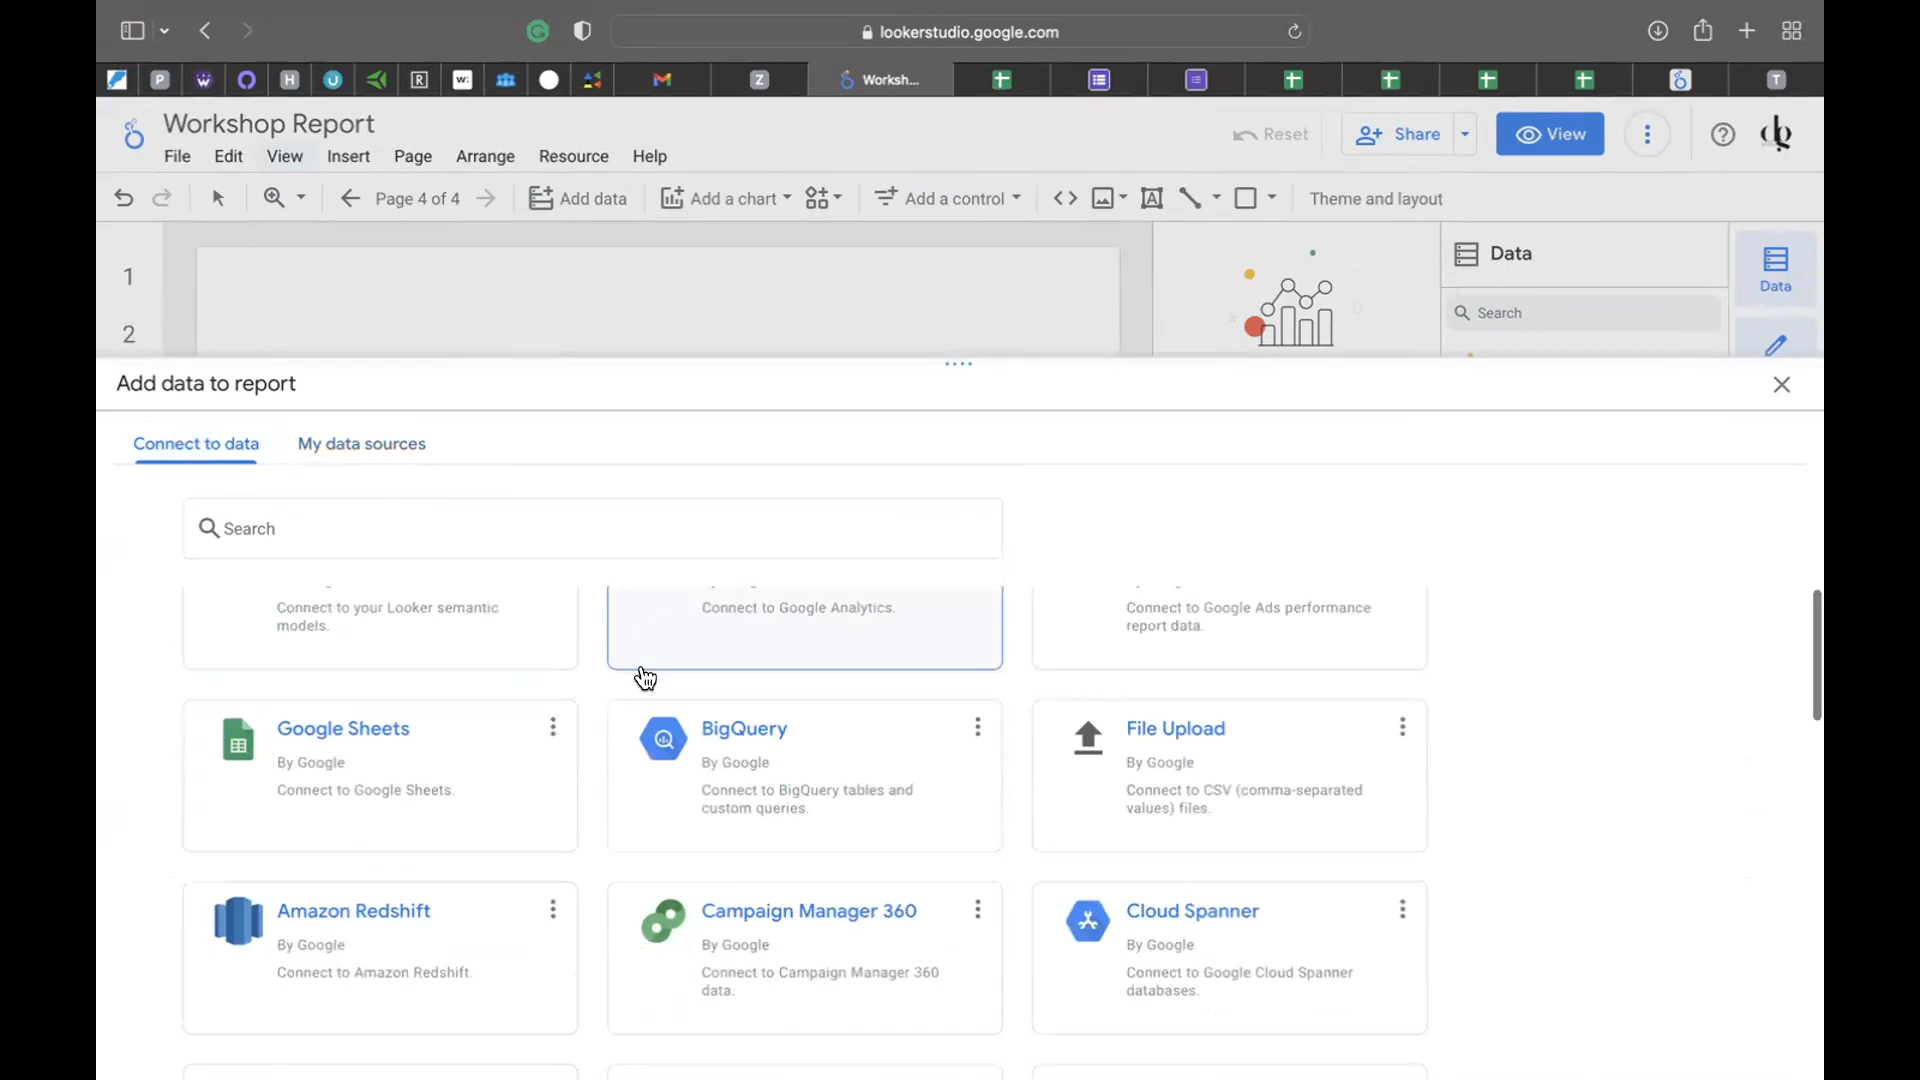 lookerstudio.google.com
P
H
R
w:
Z
Worksh...
T
Workshop Report
File Edit View Insert Page Arrange Resource Help
Reset
Share
View
Page 4 of 4
Add data
Add a chart
Add a control
Theme and layout
1
2
Data
Search
Data
Add data to report
Connect to data
My data sources
Search
Connect to your Looker semantic
models.
Connect to Google Analytics.
Connect to Google Ads performance
report data.
Google Sheets
By Google
Connect to Google Sheets.
BigQuery
By Google
Connect to BigQuery tables and
custom queries.
File Upload
By Google
Connect to CSV (comma-separated
values) files.
Amazon Redshift
By Google
Connect to Amazon Redshift.
Campaign Manager 360
By Google
Connect to Campaign Manager 360
data.
Cloud Spanner
By Google
Connect to Google Cloud Spanner
databases.